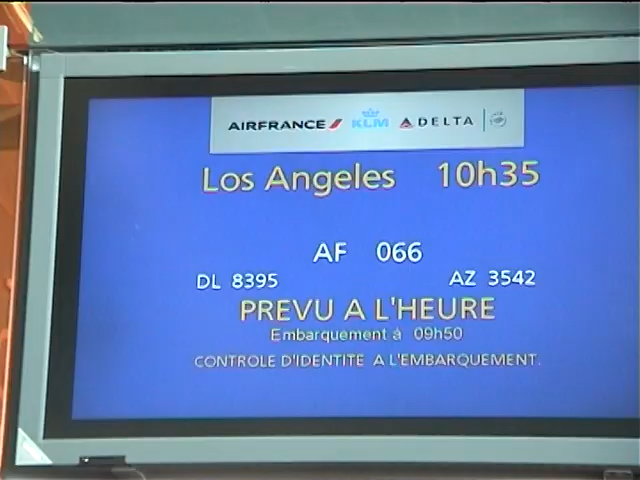 AIRFRANCE KLM DELTA
Los Angeles 10h35
AF 066
DL 8395 AZ 3542
PREVU A L'HEURE
Embarquement à 09h50
CONTROLE D'IDENTITE A L'EMBARQUEMENT.